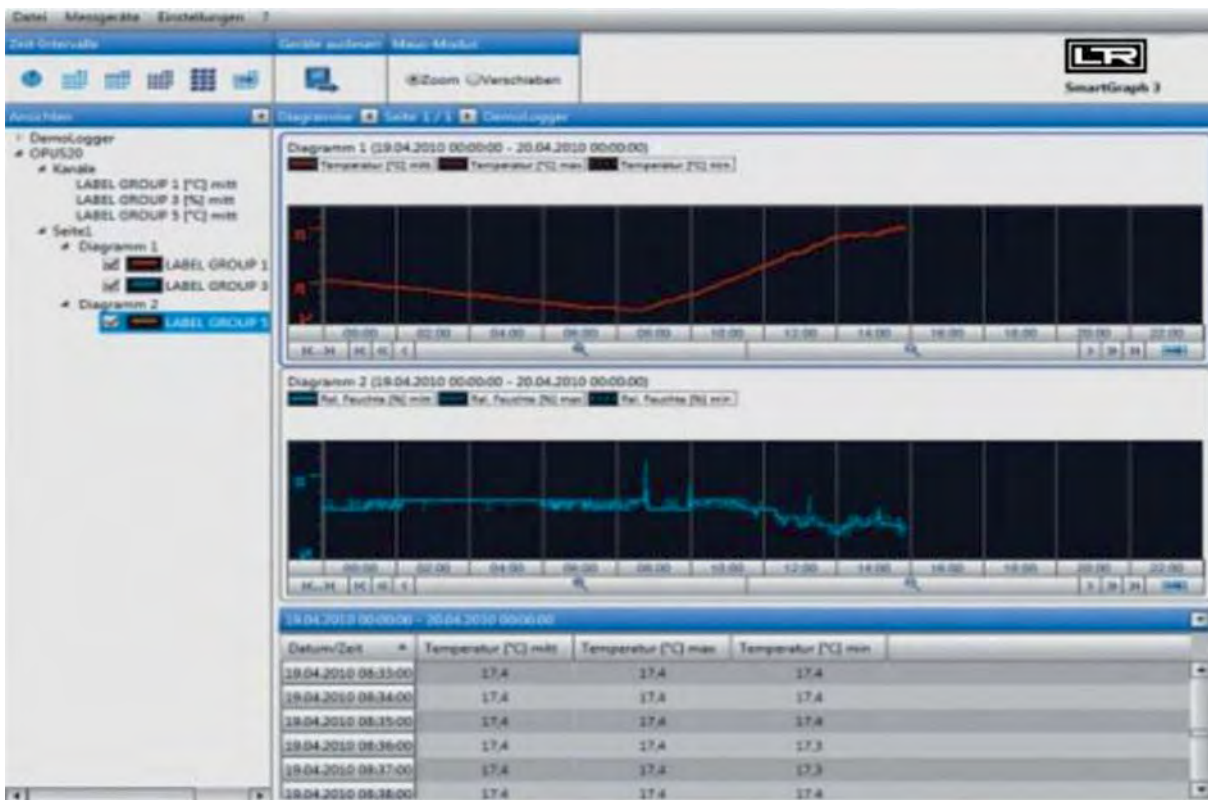 Datei Messgeräte Einstellungen ?
Zeit-Intervalle
Geräte auslesen
Maus-Modus
Zoom Verschieben
LTR
SmartGraph 3
Ansichten
Diagramme Seite 1 / 1 DemoLogger
DemoLogger
OPUS20
Kanäle
LABEL GROUP 1 [°C] mitt
LABEL GROUP 3 [%] mitt
LABEL GROUP 5 [°C] mitt
Seite1
Diagramm 1
LABEL GROUP 1
LABEL GROUP 3
Diagramm 2
LABEL GROUP 5
Diagramm 1 (19.04.2010 00:00:00 - 20.04.2010 00:00:00)
Temperatur [°C] mitt Temperatur [°C] max Temperatur [°C] min
00:00 02:00 04:00 06:00 08:00 10:00 12:00 14:00 16:00 18:00 20:00 22:00
Diagramm 2 (19.04.2010 00:00:00 - 20.04.2010 00:00:00)
Rel. Feuchte [%] mitt Rel. Feuchte [%] max Rel. Feuchte [%] min
00:00 02:00 04:00 06:00 08:00 10:00 12:00 14:00 16:00 18:00 20:00 22:00
19.04.2010 00:00:00 - 20.04.2010 00:00:00
Datum/Zeit Temperatur [°C] mitt Temperatur [°C] max Temperatur [°C] min
19.04.2010 08:33:00 17,4 17,4 17,4
19.04.2010 08:34:00 17,4 17,4 17,4
19.04.2010 08:35:00 17,4 17,4 17,4
19.04.2010 08:36:00 17,4 17,4 17,3
19.04.2010 08:37:00 17,4 17,4 17,3
19.04.2010 08:38:00 17,4 17,4 17,4